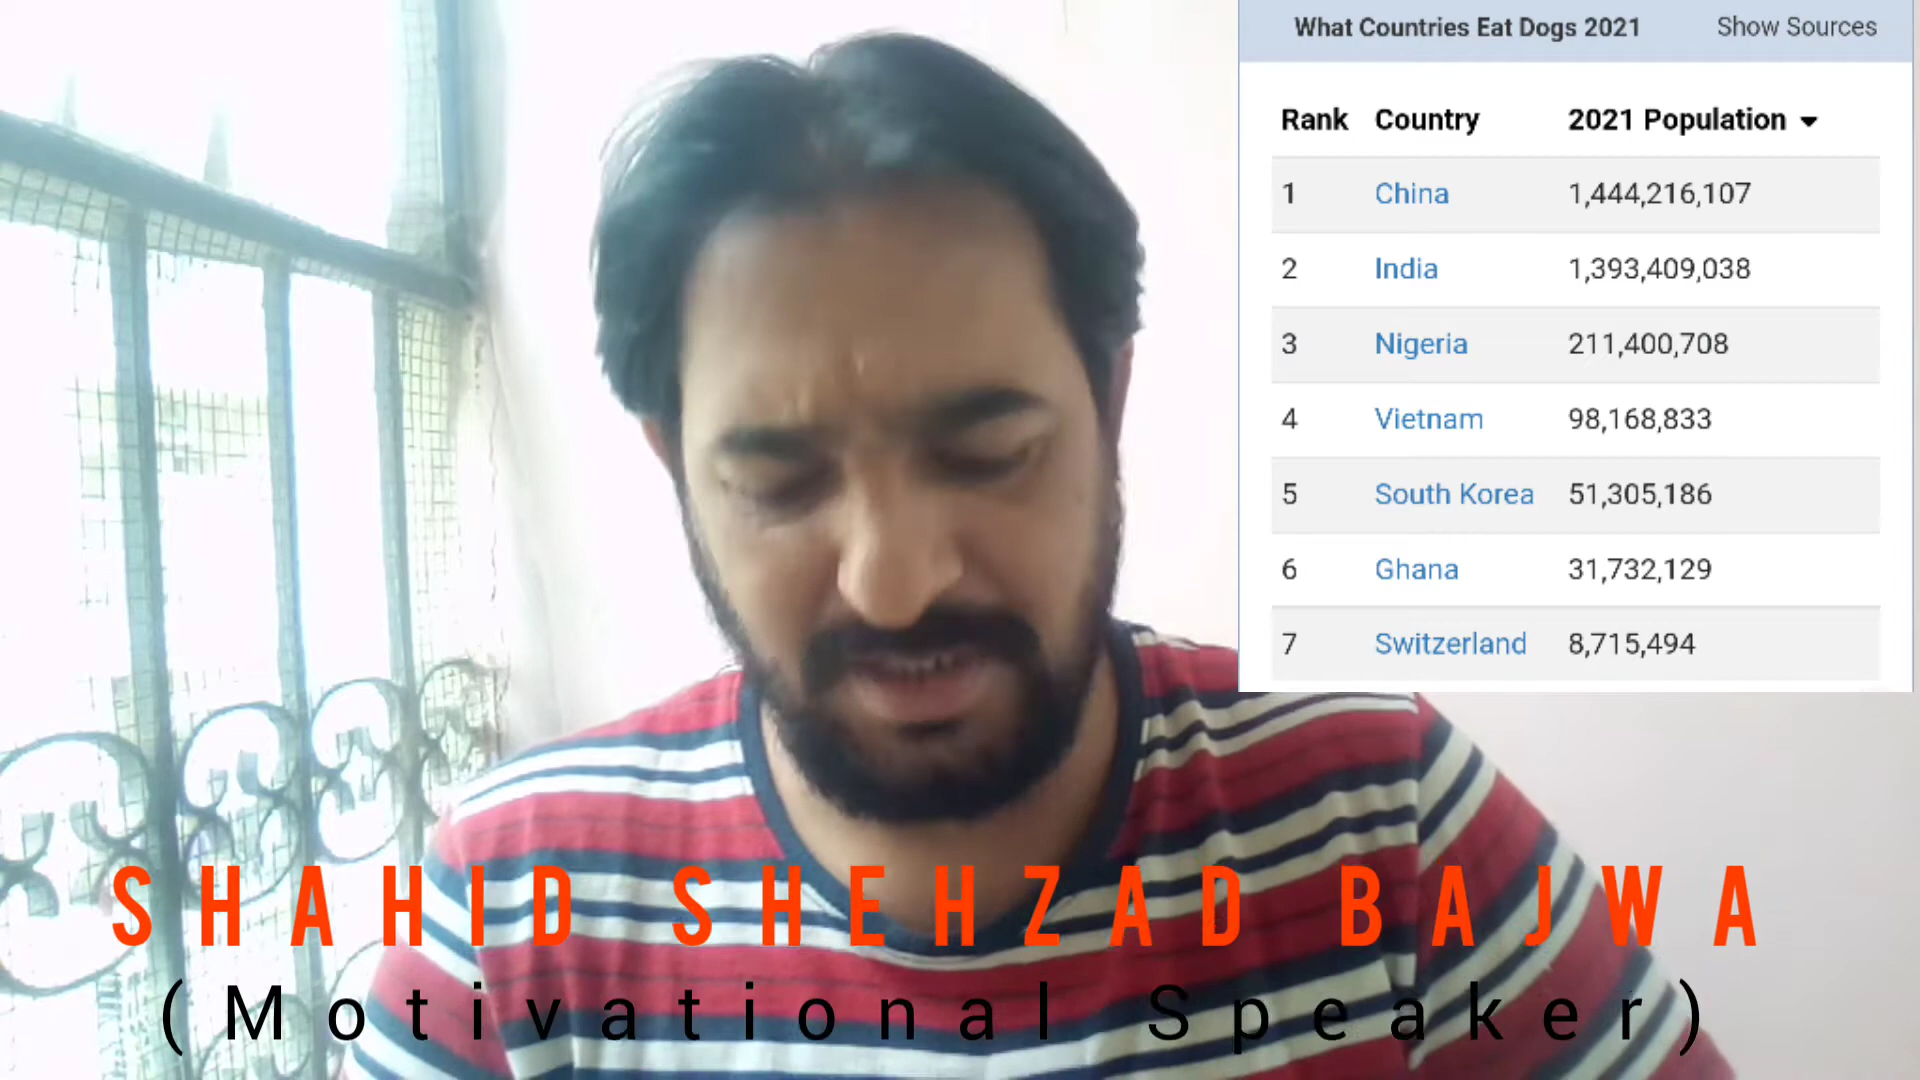 What Countries Eat Dogs 2021 Show Sources
Rank Country 2021 Population
1 China 1,444,216,107
2 India 1,393,409,038
3 Nigeria 211,400,708
4 Vietnam 98,168,833
5 South Korea 51,305,186
6 Ghana 31,732,129
7 Switzerland 8,715,494
SHAHID SHEHZAD BAJWA
(Motivational Speaker)